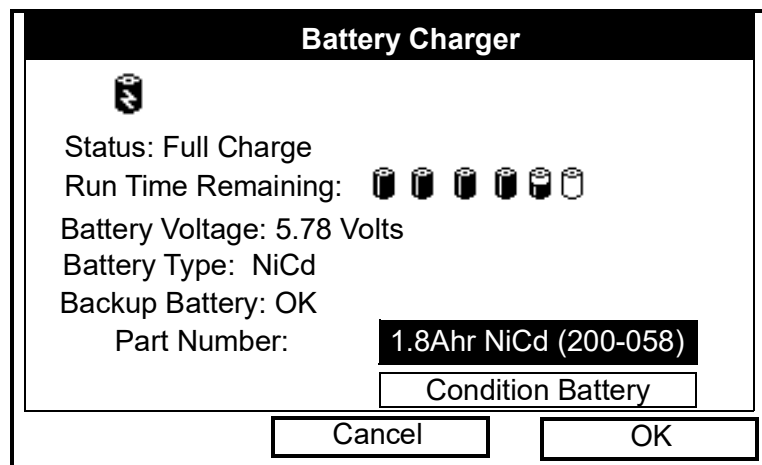 Battery Charger
Status: Full Charge
Run Time Remaining:
Battery Voltage: 5.78 Volts
Battery Type: NiCd
Backup Battery: OK
Part Number: 1.8Ahr NiCd (200-058)
Condition Battery
Cancel OK